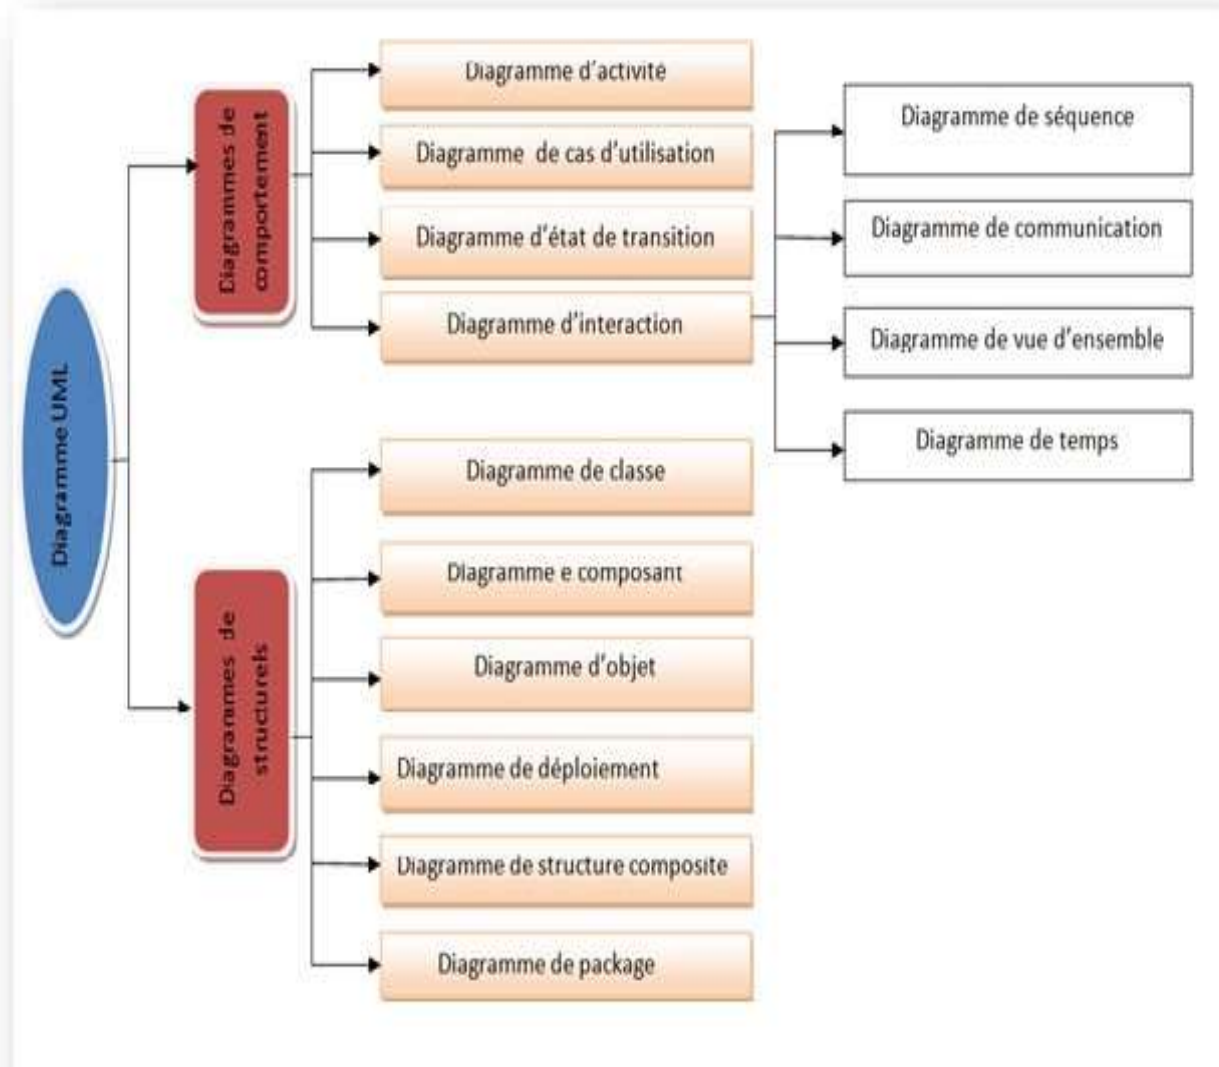 Diagramme UML
Diagrammes de
comportement
Diagramme d'activité
Diagramme de cas d'utilisation
Diagramme d'état de transition
Diagramme d'interaction
Diagramme de séquence
Diagramme de communication
Diagramme de vue d'ensemble
Diagramme de temps
Diagrammes de
structurels
Diagramme de classe
Diagramme e composant
Diagramme d'objet
Diagramme de déploiement
Diagramme de structure composite
Diagramme de package